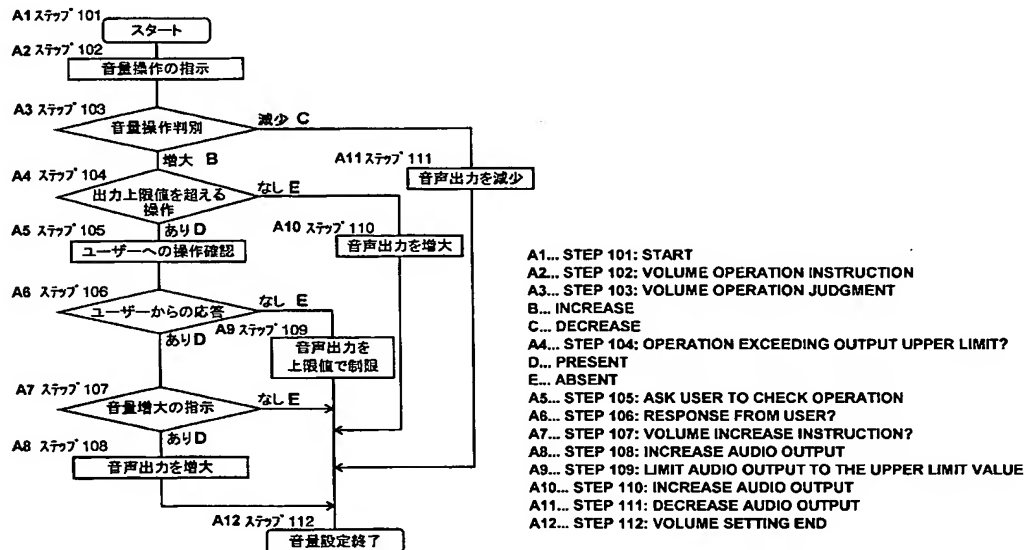 A1 ステップ 101
スタート
A2 ステップ 102
音量操作の指示
A3 ステップ 103
音量操作判別
減少 C
増大 B
A11 ステップ 111
音声出力を減少
A4 ステップ 104
出力上限値を超える
操作
なし E
あり D
A10 ステップ 110
音声出力を増大
A5 ステップ 105
ユーザーへの操作確認
A6 ステップ 106
ユーザーからの応答
なし E
あり D
A9 ステップ 109
音声出力を
上限値で制限
A7 ステップ 107
音量増大の指示
なし E
あり D
A8 ステップ 108
音声出力を増大
A12 ステップ 112
音量設定終了
A1... STEP 101: START
A2... STEP 102: VOLUME OPERATION INSTRUCTION
A3... STEP 103: VOLUME OPERATION JUDGMENT
B... INCREASE
C... DECREASE
A4... STEP 104: OPERATION EXCEEDING OUTPUT UPPER LIMIT?
D... PRESENT
E... ABSENT
A5... STEP 105: ASK USER TO CHECK OPERATION
A6... STEP 106: RESPONSE FROM USER?
A7... STEP 107: VOLUME INCREASE INSTRUCTION?
A8... STEP 108: INCREASE AUDIO OUTPUT
A9... STEP 109: LIMIT AUDIO OUTPUT TO THE UPPER LIMIT VALUE
A10... STEP 110: INCREASE AUDIO OUTPUT
A11... STEP 111: DECREASE AUDIO OUTPUT
A12... STEP 112: VOLUME SETTING END